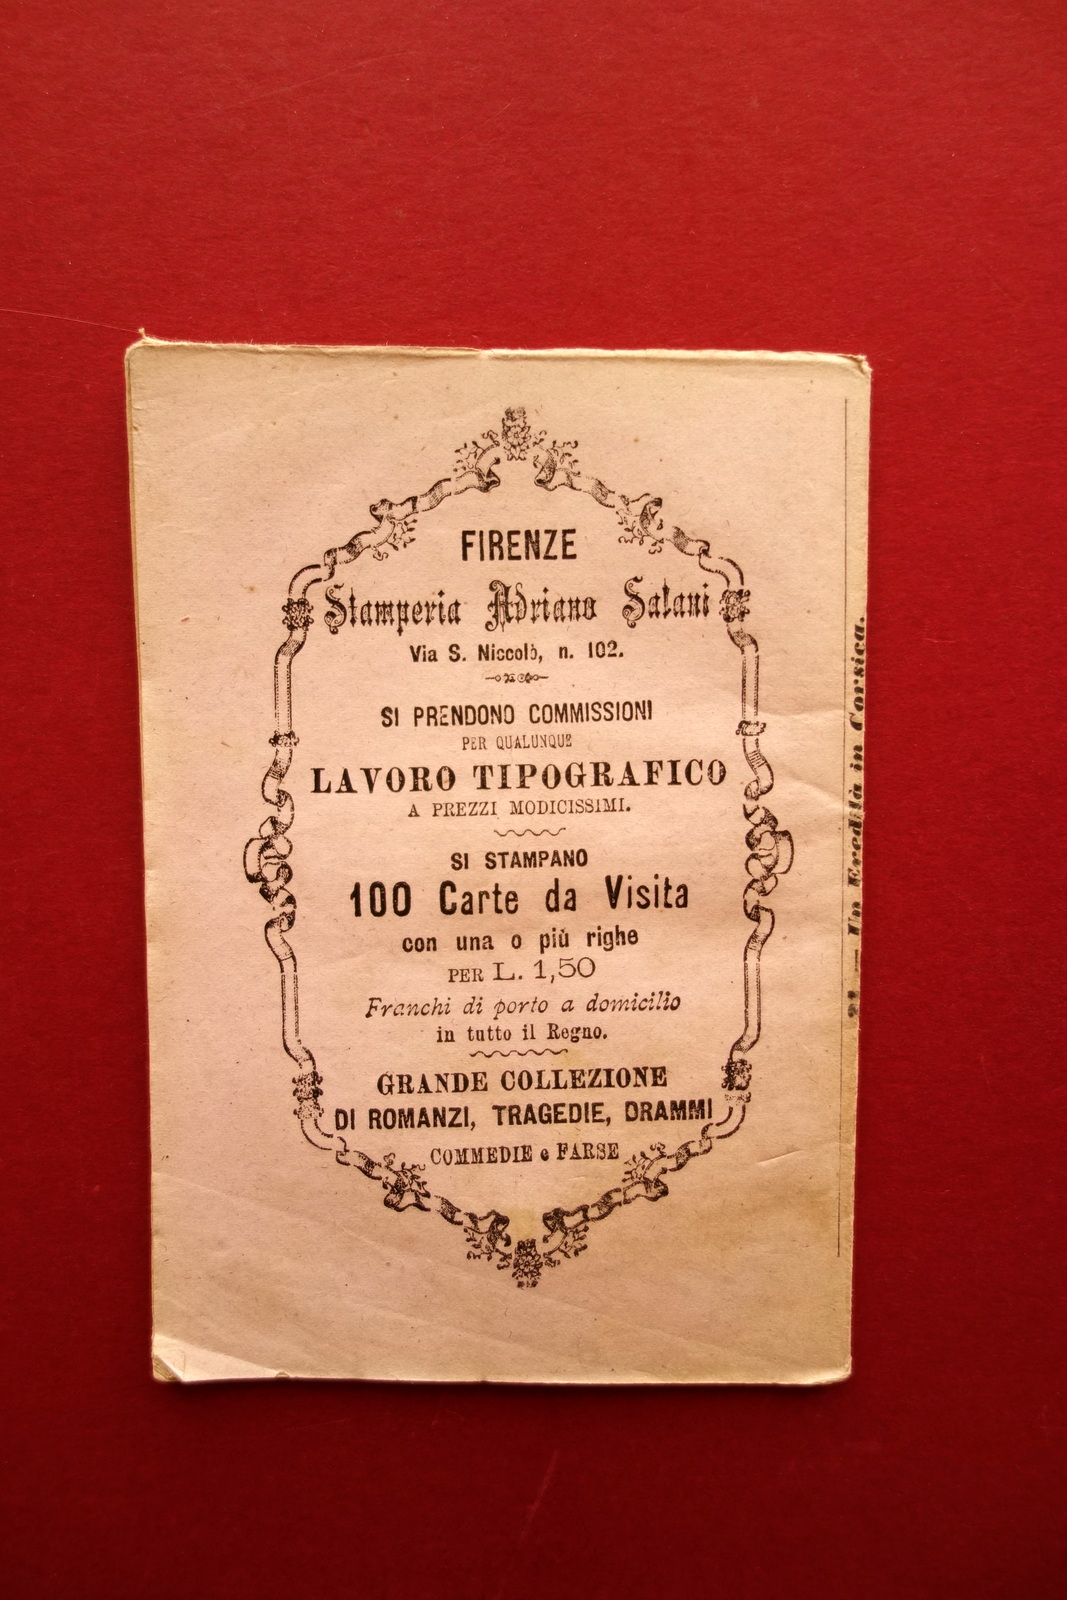 FIRENZE
Stamperia Adriano Salani
Via S. Niccolò, n. 102.
SI PRENDONO COMMISSIONI
PER QUALUNQUE
LAVORO TIPOGRAFICO
A PREZZI MODICISSIMI.
SI STAMPANO
100 Carte da Visita
con una o più righe
PER L. 1,50
Franchi di porto a domicilio
in tutto il Regno.
GRANDE COLLEZIONE
DI ROMANZI, TRAGEDIE, DRAMMI
COMMEDIE e FARSE
— Un Eredità in Corsica.